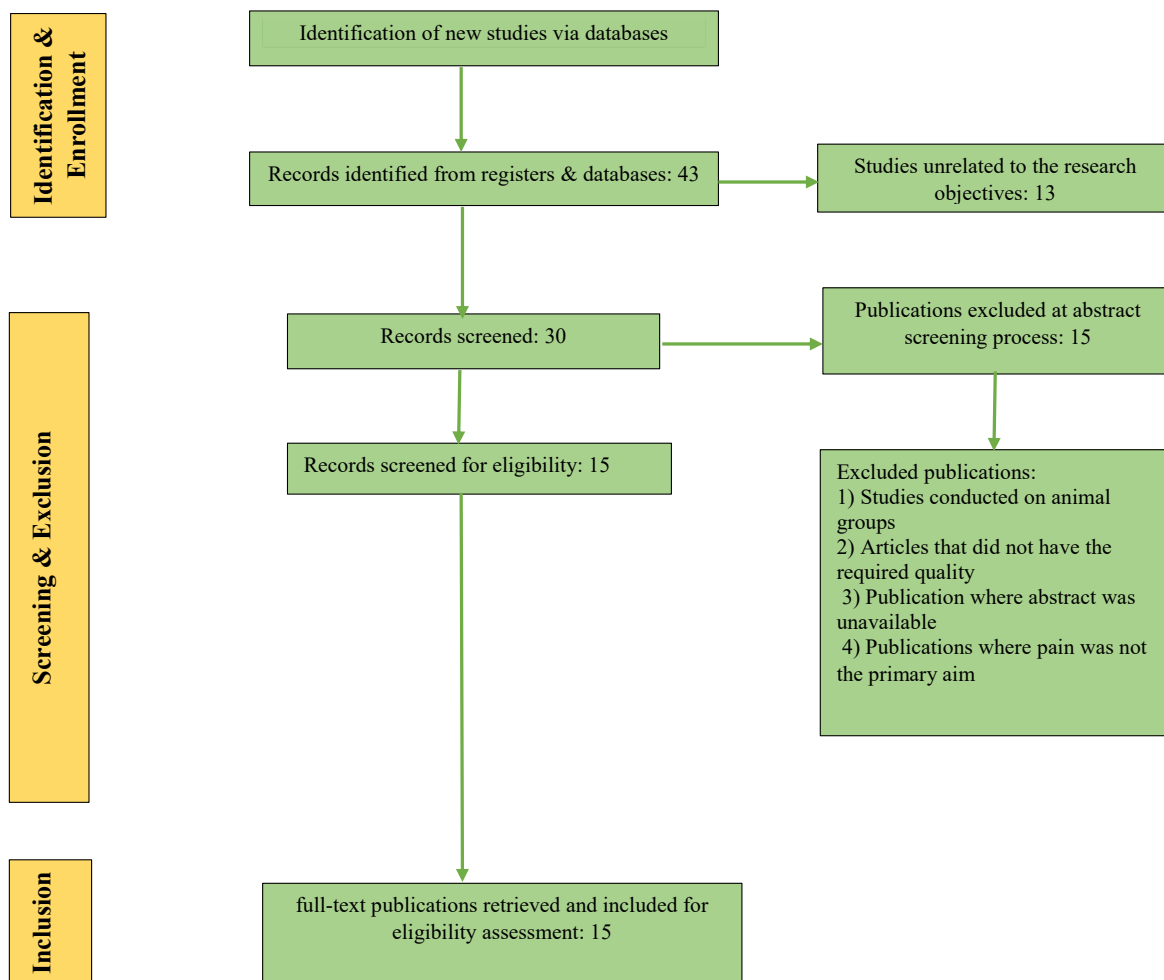 Identification &
Enrollment
Identification of new studies via databases
Records identified from registers & databases: 43
Studies unrelated to the research
objectives: 13
Screening & Exclusion
Records screened: 30
Publications excluded at abstract
screening process: 15
Records screened for eligibility: 15
Excluded publications:
1) Studies conducted on animal
groups
2) Articles that did not have the
required quality
3) Publication where abstract was
unavailable
4) Publications where pain was not
the primary aim
Inclusion
full-text publications retrieved and included for
eligibility assessment: 15